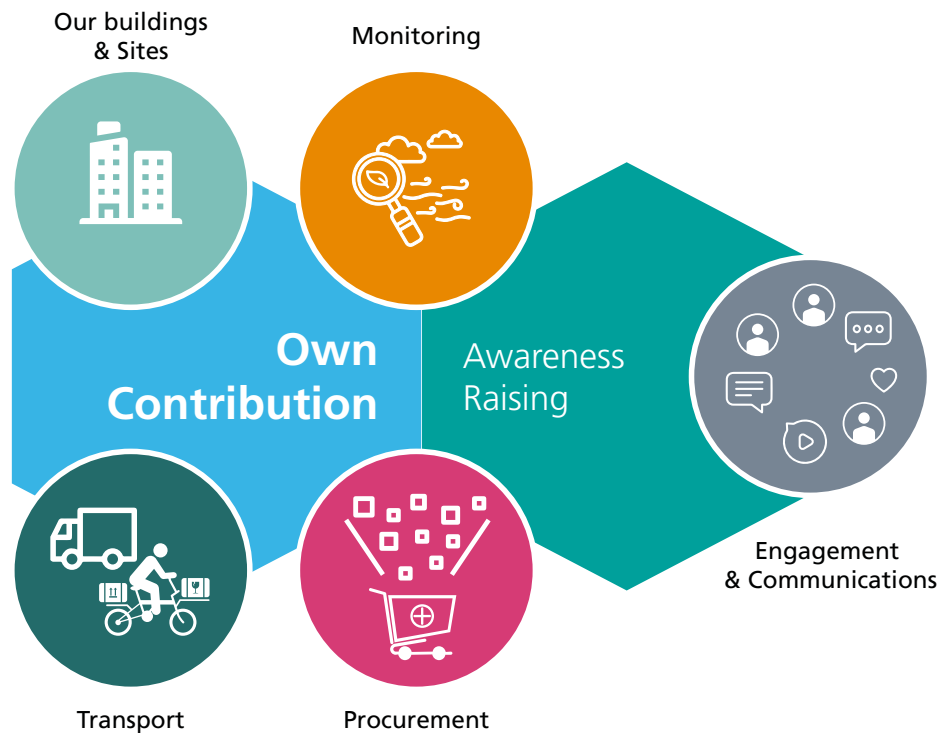 Our buildings
& Sites
Monitoring
Own
Contribution
Awareness
Raising
Engagement
& Communications
Transport
Procurement